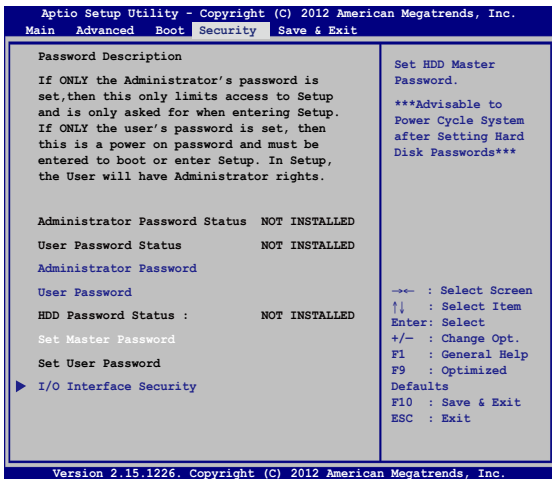 Aptio Setup Utility - Copyright (C) 2012 American Megatrends, Inc.
Main Advanced Boot Security Save & Exit
Password Description
If ONLY the Administrator's password is
set,then this only limits access to Setup
and is only asked for when entering Setup.
If ONLY the user's password is set, then
this is a power on password and must be
entered to boot or enter Setup. In Setup,
the User will have Administrator rights.
Administrator Password Status NOT INSTALLED
User Password Status NOT INSTALLED
Administrator Password
User Password
HDD Password Status : NOT INSTALLED
Set Master Password
Set User Password
I/O Interface Security
Set HDD Master
Password.
***Advisable to
Power Cycle System
after Setting Hard
Disk Passwords***
→← : Select Screen
↑↓ : Select Item
Enter: Select
+/— : Change Opt.
F1 : General Help
F9 : Optimized
Defaults
F10 : Save & Exit
ESC : Exit
Version 2.15.1226. Copyright (C) 2012 American Megatrends, Inc.